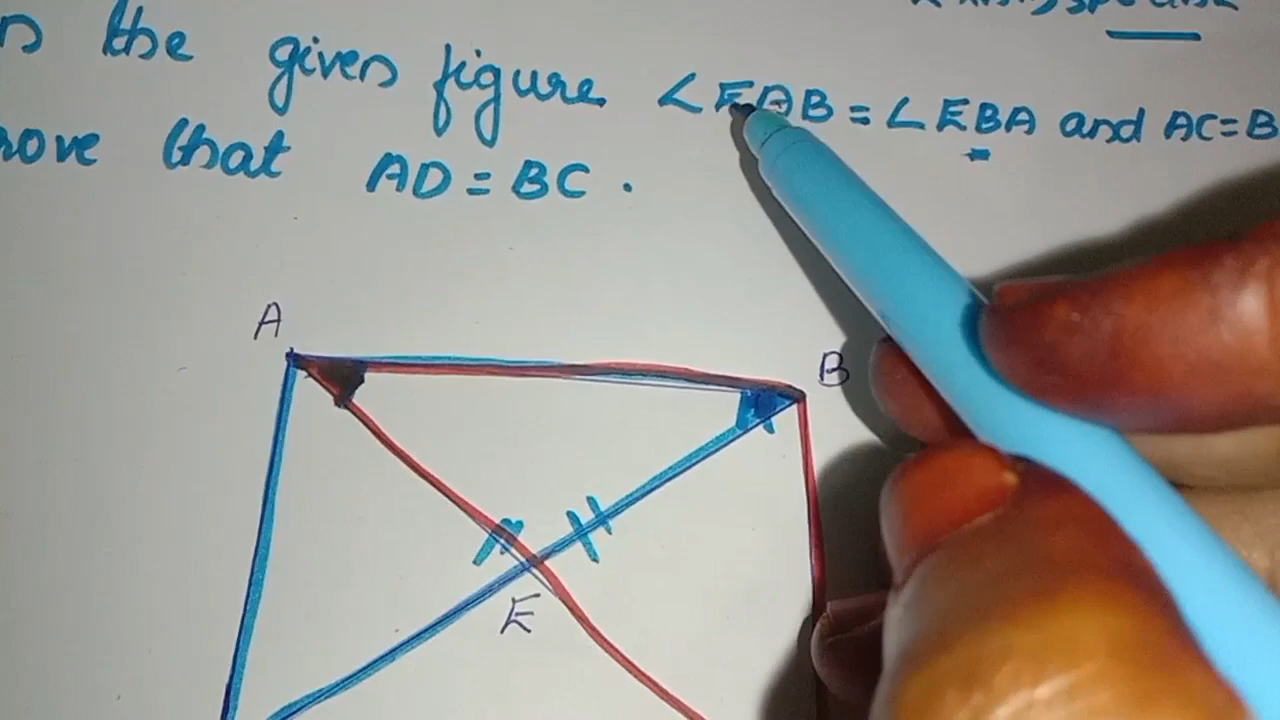 the given figure ∠EAB = ∠EBA and AC=B
that AD = BC .
A
B
E